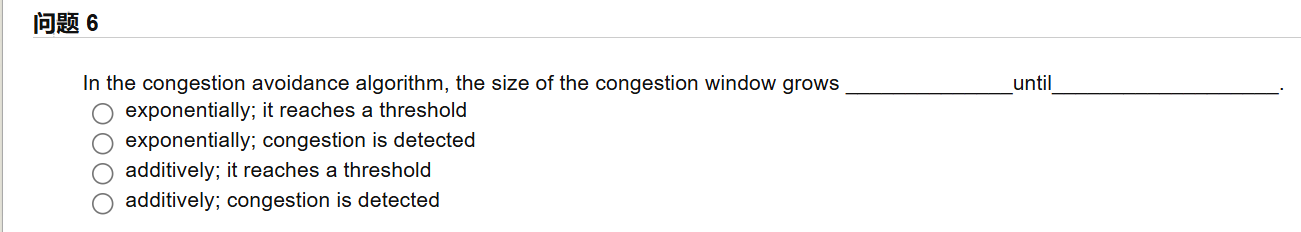 问题 6
In the congestion avoidance algorithm, the size of the congestion window grows _______________until____________________.
exponentially; it reaches a threshold
exponentially; congestion is detected
additively; it reaches a threshold
additively; congestion is detected